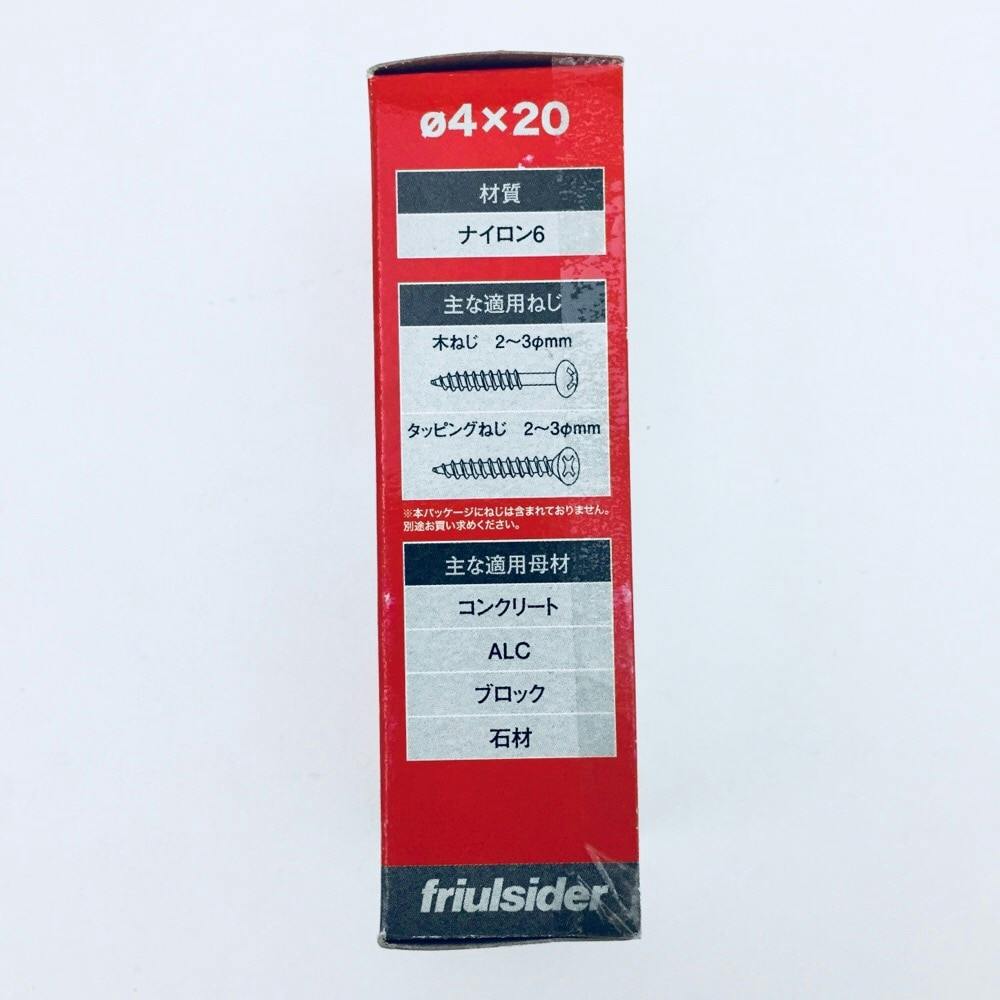 ø4×20
材質
ナイロン6
主な適用ねじ
木ねじ 2〜3φmm
タッピングねじ 2〜3φmm
※本パッケージにねじは含まれておりません。
別途お買い求めください。
主な適用母材
コンクリート
ALC
ブロック
石材
friulsider